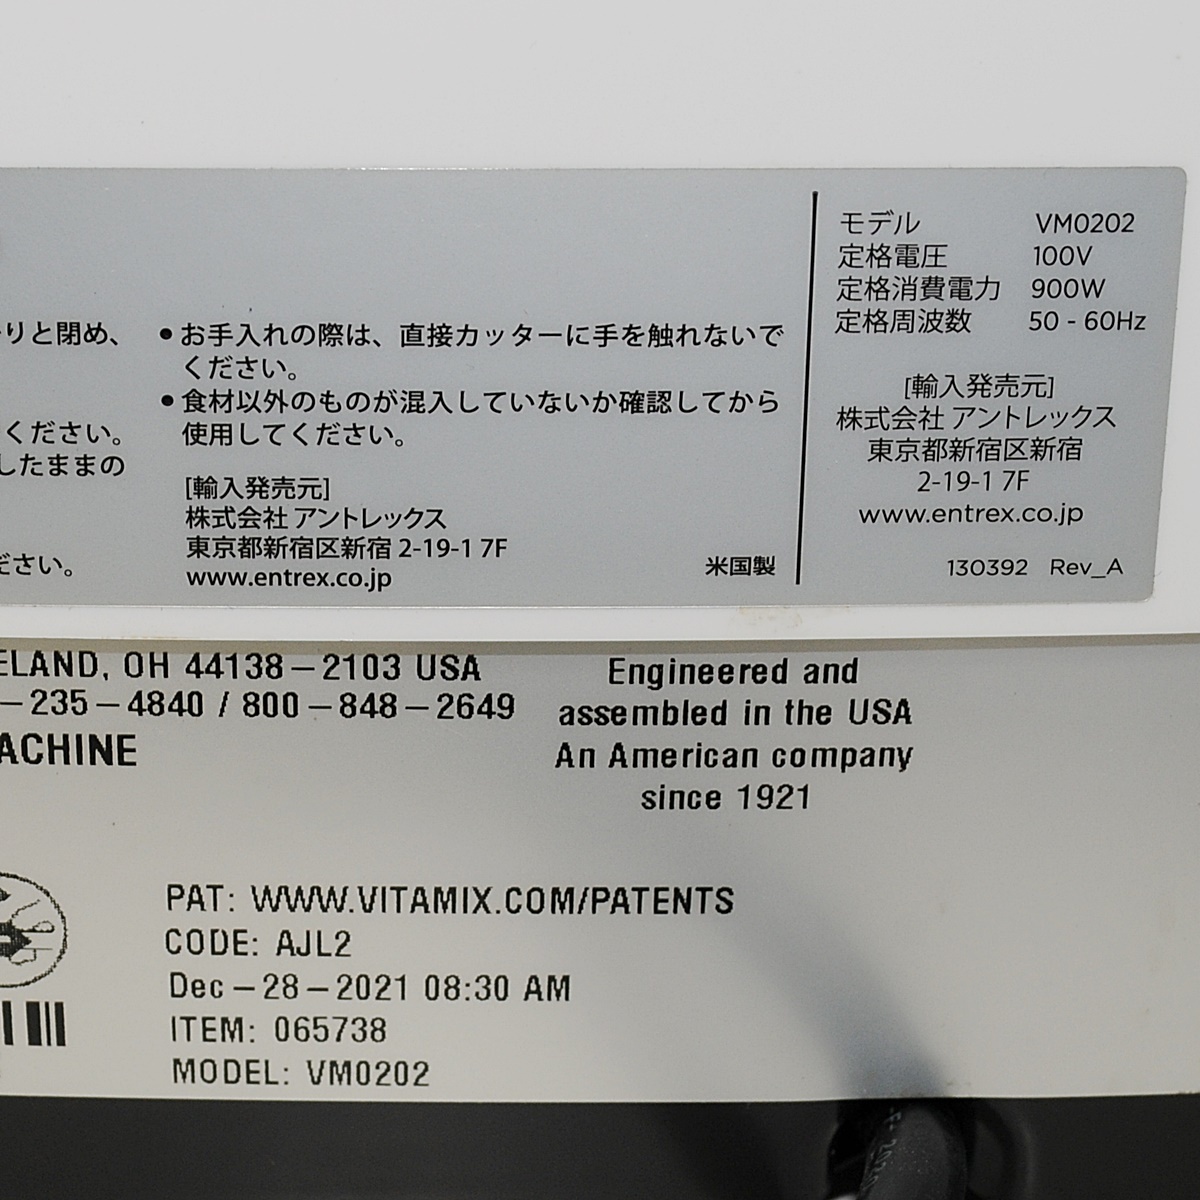 りと閉め、
ください。
したままの
ださい。
● お手入れの際は、直接カッターに手を触れないで
ください。
● 食材以外のものが混入していないか確認してから
使用してください。
[輸入発売元]
株式会社 アントレックス
東京都新宿区新宿 2-19-1 7F
www.entrex.co.jp
米国製
モデル VM0202
定格電圧 100V
定格消費電力 900W
定格周波数 50 - 60Hz
[輸入発売元]
株式会社 アントレックス
東京都新宿区新宿
2-19-1 7F
www.entrex.co.jp
130392 Rev_A
ELAND, OH 44138-2103 USA
-235-4840 / 800-848-2649
ACHINE
Engineered and
assembled in the USA
An American company
since 1921
PAT: WWW.VITAMIX.COM/PATENTS
CODE: AJL2
Dec-28-2021 08:30 AM
ITEM: 065738
MODEL: VM0202